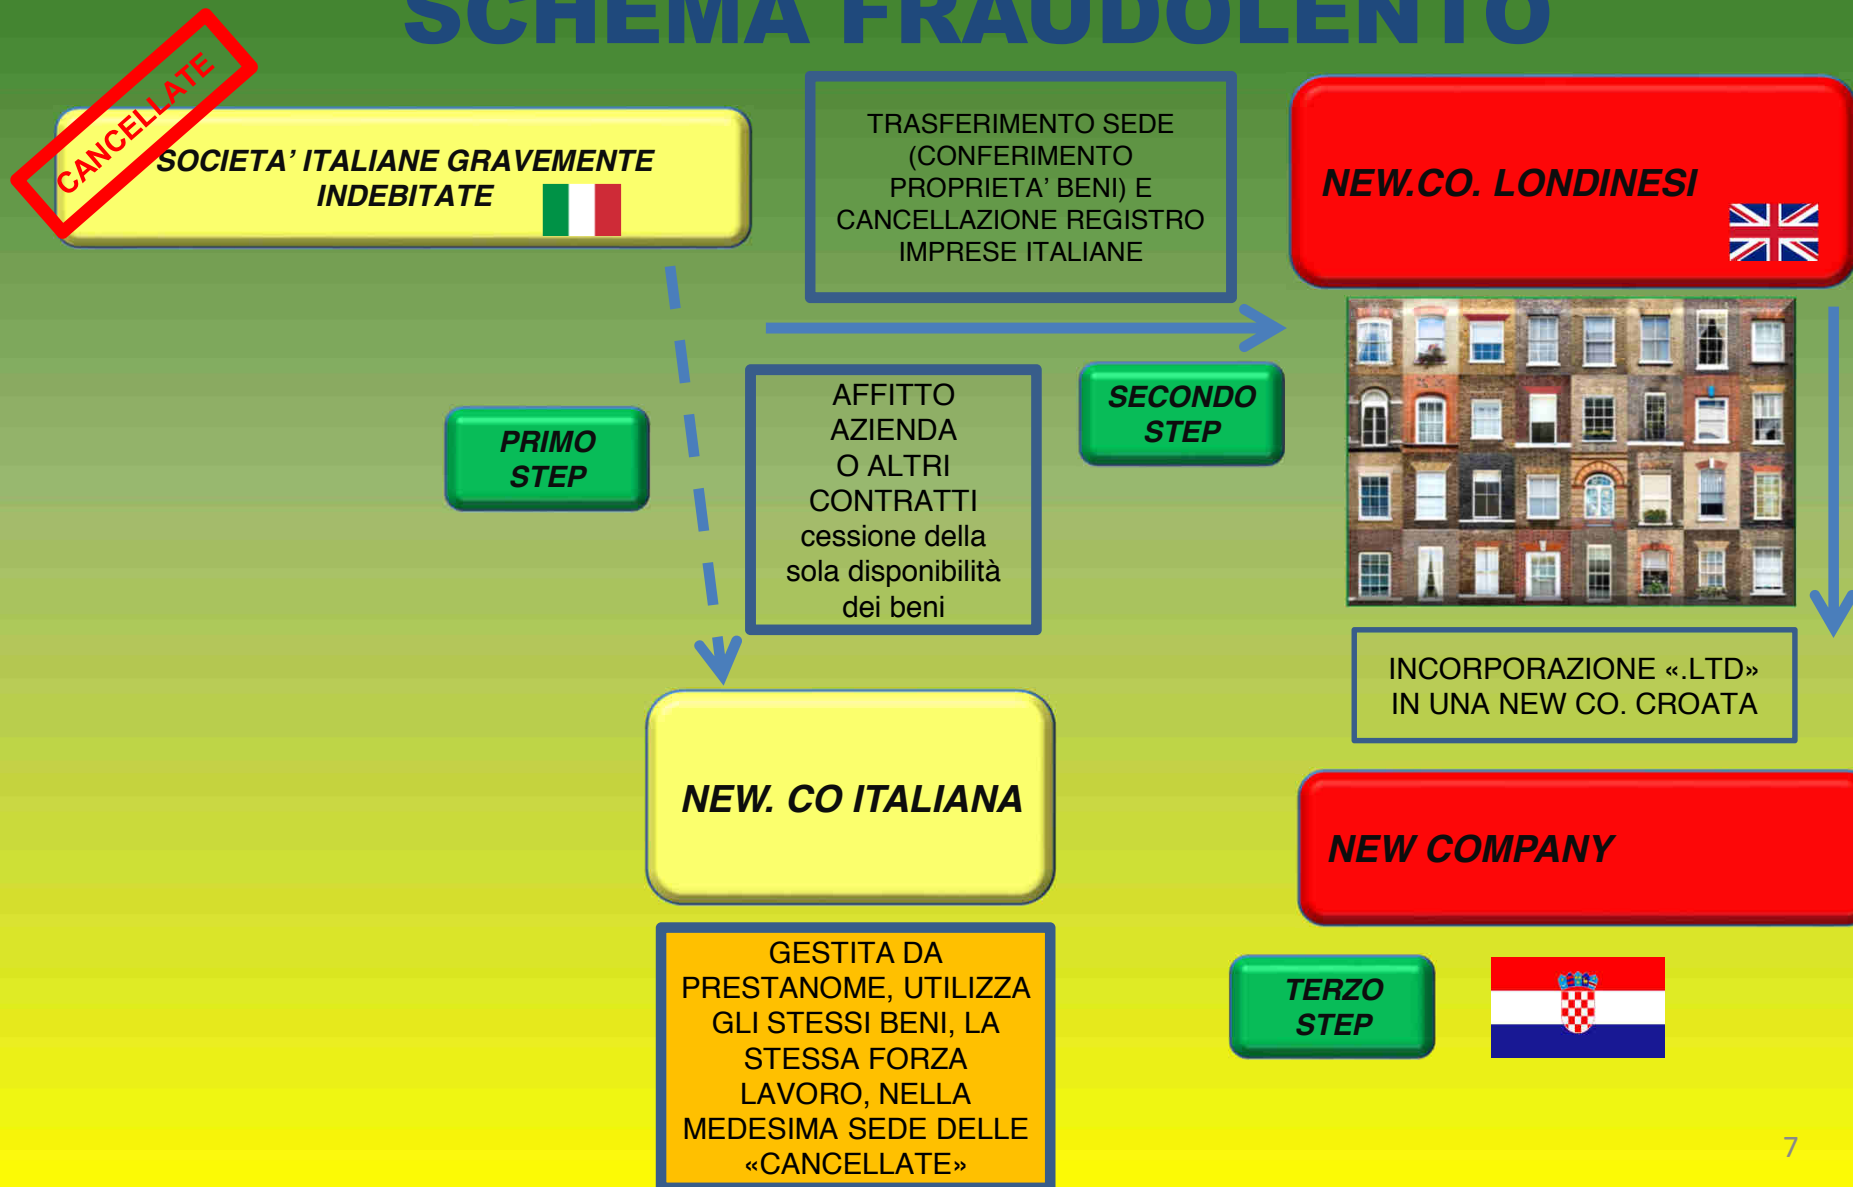 SCHEMA FRAUDOLENTO
CANCELLATE
SOCIETA’ ITALIANE GRAVEMENTE
INDEBITATE
TRASFERIMENTO SEDE
(CONFERIMENTO
PROPRIETA’ BENI) E
CANCELLAZIONE REGISTRO
IMPRESE ITALIANE
NEW.CO. LONDINESI
PRIMO
STEP
AFFITTO
AZIENDA
O ALTRI
CONTRATTI
cessione della
sola disponibilità
dei beni
SECONDO
STEP
INCORPORAZIONE «.LTD»
IN UNA NEW CO. CROATA
NEW. CO ITALIANA
NEW COMPANY
GESTITA DA
PRESTANOME, UTILIZZA
GLI STESSI BENI, LA
STESSA FORZA
LAVORO, NELLA
MEDESIMA SEDE DELLE
«CANCELLATE»
TERZO
STEP
7